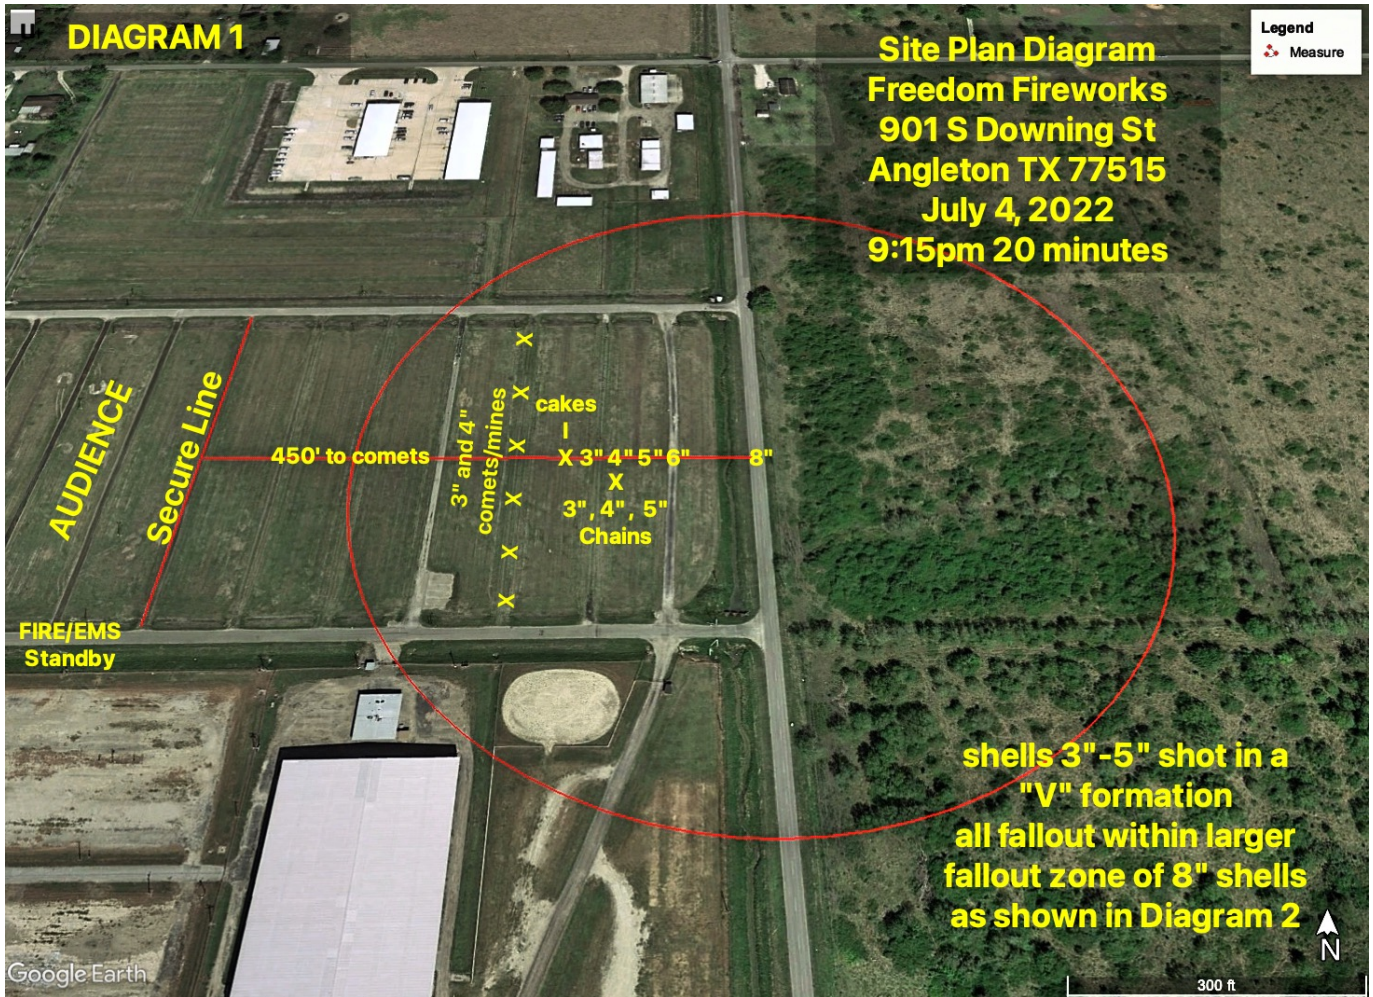 DIAGRAM 1
Site Plan Diagram
Freedom Fireworks
901 S Downing St
Angleton TX 77515
July 4, 2022
9:15pm 20 minutes
Legend
Measure
AUDIENCE
Secure Line
450' to comets
3" and 4"
comets/mines
X
X
X
X
X
X
cakes
I
X 3" 4" 5" 6"
8"
X
3", 4", 5"
Chains
FIRE/EMS
Standby
shells 3"-5" shot in a
"V" formation
all fallout within larger
fallout zone of 8" shells
as shown in Diagram 2
N
Google Earth
300 ft